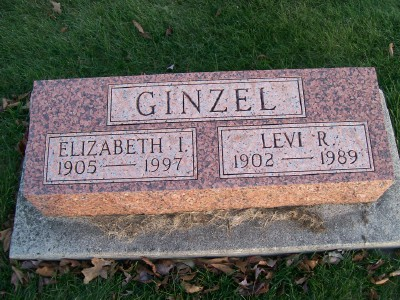 GINZEL
ELIZABETH I.
1905 — 1997
LEVI R.
1902 — 1989